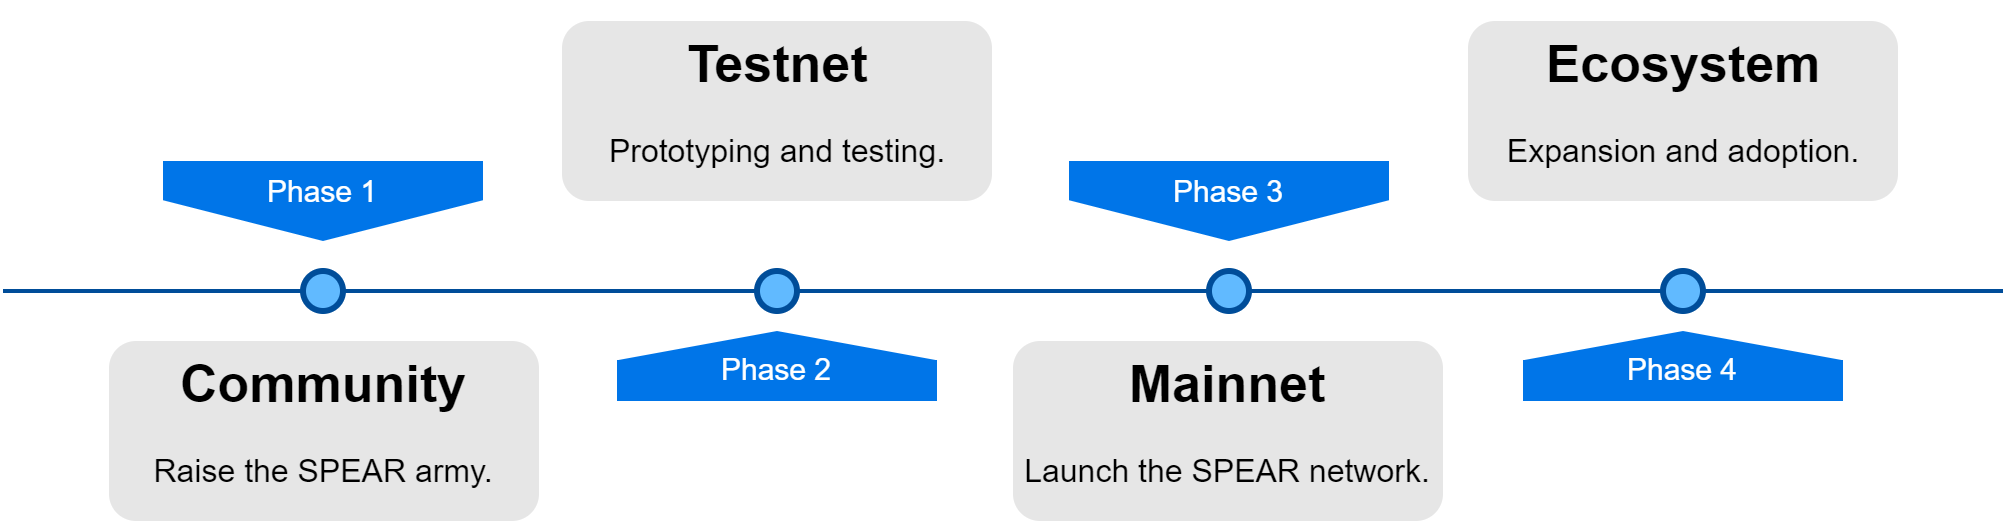 Phase 1
Community
Raise the SPEAR army.
Testnet
Prototyping and testing.
Phase 2
Phase 3
Mainnet
Launch the SPEAR network.
Ecosystem
Expansion and adoption.
Phase 4